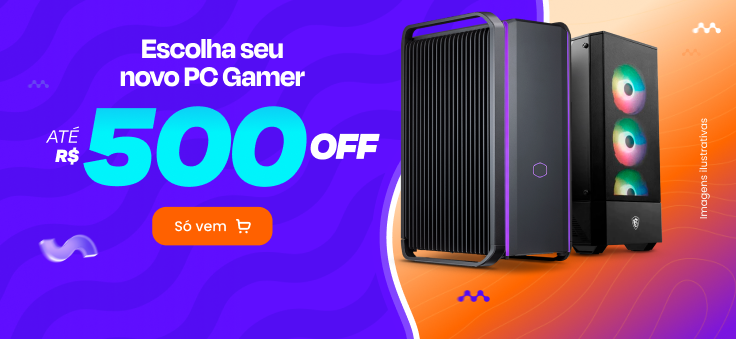 Escolha seu
novo PC Gamer
ATÉ
R$ 500 OFF
Só vem
Imagens ilustrativas